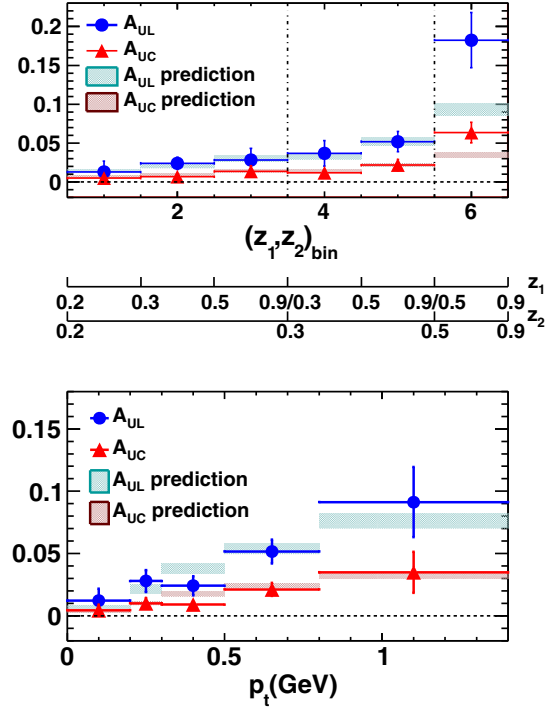 0.2
0.15
0.1
0.05
0
A_UL
A_UC
A_UL prediction
A_UC prediction
2 4 6
(z_1,z_2)_bin
z_1
0.2 0.3 0.5 0.9/0.3 0.5 0.9/0.5 0.9
z_2
0.2 0.3 0.5 0.9
0.15
0.1
0.05
0
A_UL
A_UC
A_UL prediction
A_UC prediction
0 0.5 1
p_t(GeV)